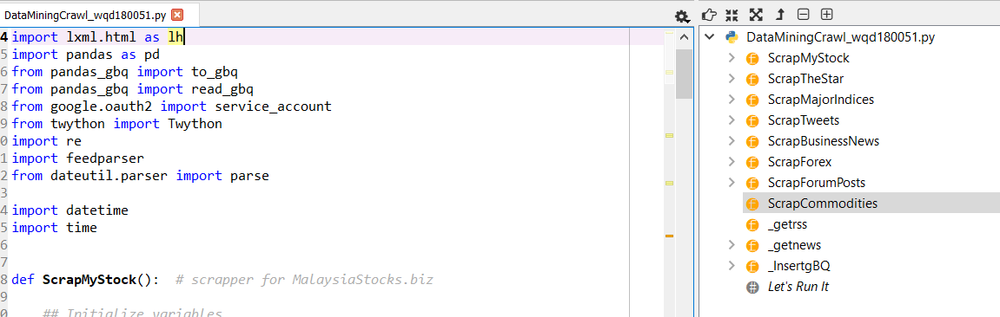 DataMiningCrawl_wqd180051.py
4 import lxml.html as lh
5 import pandas as pd
6 from pandas_gbq import to_gbq
7 from pandas_gbq import read_gbq
8 from google.oauth2 import service_account
9 from twython import Twython
0 import re
1 import feedparser
2 from dateutil.parser import parse
3
4 import datetime
5 import time
6
7
8 def ScrapMyStock():  # scrapper for MalaysiaStocks.biz
9
0     ## Initialize variables
DataMiningCrawl_wqd180051.py
f ScrapMyStock
f ScrapTheStar
f ScrapMajorIndices
f ScrapTweets
f ScrapBusinessNews
f ScrapForex
f ScrapForumPosts
f ScrapCommodities
f _getrss
f _getnews
f _InsertgBQ
# Let's Run It